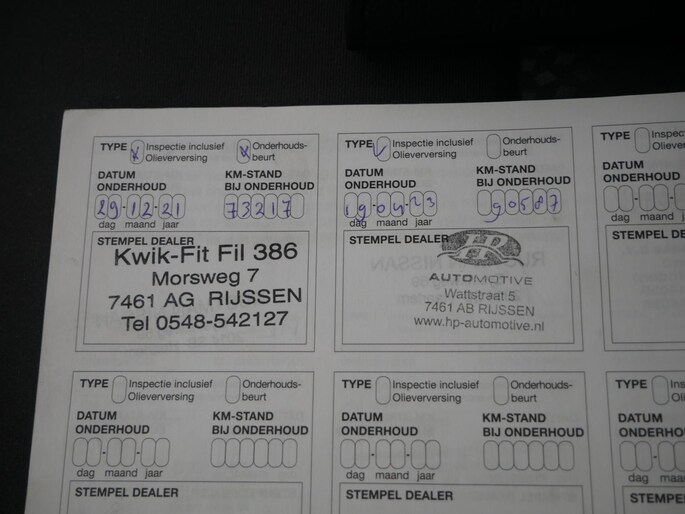 TYPE x Inspectie inclusief Olieverversing x Onderhouds-beurt
DATUM ONDERHOUD
KM-STAND BIJ ONDERHOUD
29-12-21
73217
dag maand jaar
STEMPEL DEALER
Kwik-Fit Fil 386
Morsweg 7
7461 AG RIJSSEN
Tel 0548-542127
TYPE Inspectie inclusief Olieverversing Onderhouds-beurt
DATUM ONDERHOUD
KM-STAND BIJ ONDERHOUD
19-04-23
90587
dag maand jaar
STEMPEL DEALER
HP
AUTOMOTIVE
Wattstraat 5
7461 AB RIJSSEN
www.hp-automotive.nl
TYPE
DATUM
ONDERHOUD
dag maand
STEMPEL DE
TYPE Inspectie inclusief Olieverversing Onderhouds-beurt
DATUM ONDERHOUD
KM-STAND BIJ ONDERHOUD
dag maand jaar
STEMPEL DEALER
TYPE Inspectie inclusief Olieverversing Onderhouds-beurt
DATUM ONDERHOUD
KM-STAND BIJ ONDERHOUD
dag maand jaar
STEMPEL DEALER
TYPE
DATUM
ONDERHO
dag maan
STEMPE